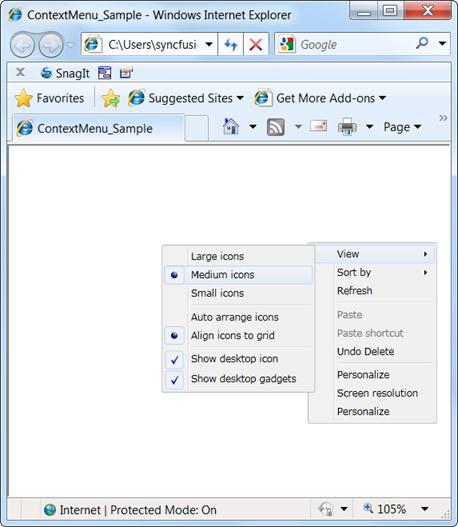 ContextMenu_Sample - Windows Internet Explorer
C:\Users\syncfusio
Google
x SnagIt
Favorites Suggested Sites Get More Add-ons
ContextMenu_Sample Page
Large icons
Medium icons
Small icons
Auto arrange icons
Align icons to grid
Show desktop icon
Show desktop gadgets
View
Sort by
Refresh
Paste
Paste shortcut
Undo Delete
Personalize
Screen resolution
Personalize
Internet | Protected Mode: On 105%